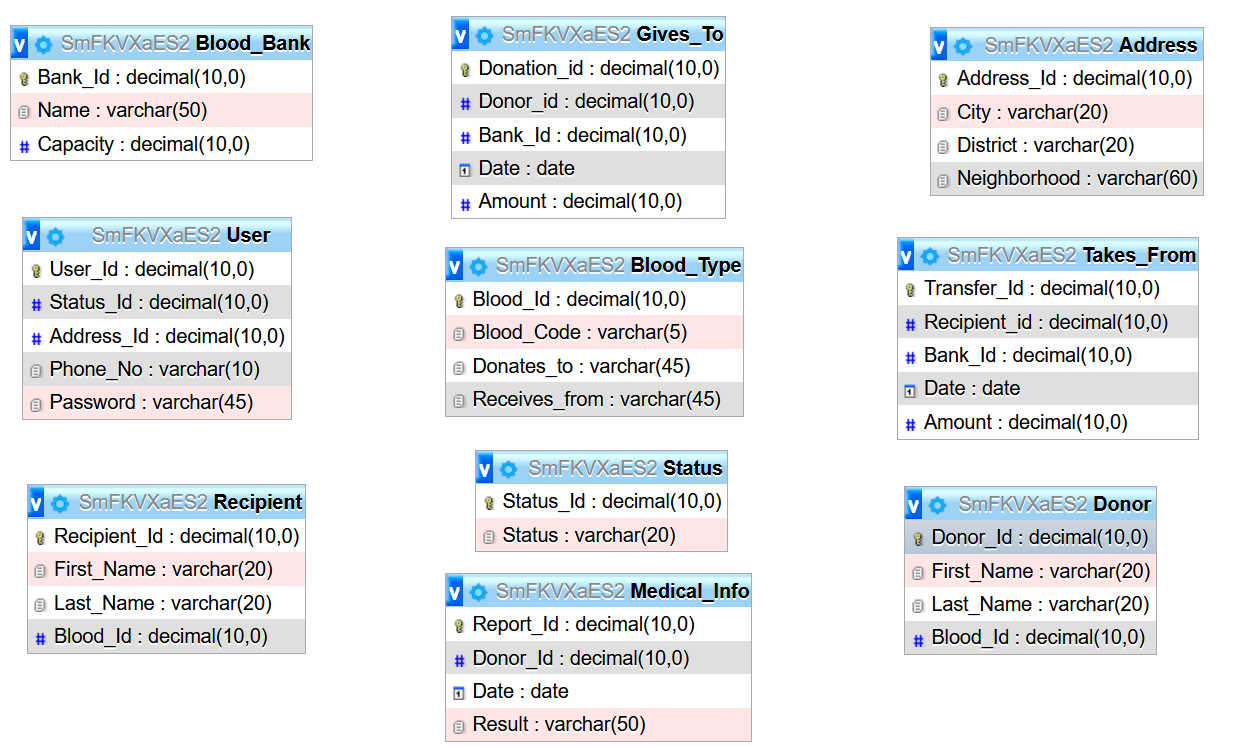 v SmFKVXaES2 Blood_Bank
Bank_Id : decimal(10,0)
Name : varchar(50)
# Capacity : decimal(10,0)
v SmFKVXaES2 Gives_To
Donation_id : decimal(10,0)
# Donor_id : decimal(10,0)
# Bank_Id : decimal(10,0)
Date : date
# Amount : decimal(10,0)
v SmFKVXaES2 Address
Address_Id : decimal(10,0)
City : varchar(20)
District : varchar(20)
Neighborhood : varchar(60)
v SmFKVXaES2 User
User_Id : decimal(10,0)
# Status_Id : decimal(10,0)
# Address_Id : decimal(10,0)
Phone_No : varchar(10)
Password : varchar(45)
v SmFKVXaES2 Blood_Type
Blood_Id : decimal(10,0)
Blood_Code : varchar(5)
Donates_to : varchar(45)
Receives_from : varchar(45)
v SmFKVXaES2 Takes_From
Transfer_Id : decimal(10,0)
# Recipient_id : decimal(10,0)
# Bank_Id : decimal(10,0)
Date : date
# Amount : decimal(10,0)
v SmFKVXaES2 Status
Status_Id : decimal(10,0)
Status : varchar(20)
v SmFKVXaES2 Recipient
Recipient_Id : decimal(10,0)
First_Name : varchar(20)
Last_Name : varchar(20)
# Blood_Id : decimal(10,0)
v SmFKVXaES2 Medical_Info
Report_Id : decimal(10,0)
# Donor_Id : decimal(10,0)
Date : date
Result : varchar(50)
v SmFKVXaES2 Donor
Donor_Id : decimal(10,0)
First_Name : varchar(20)
Last_Name : varchar(20)
# Blood_Id : decimal(10,0)